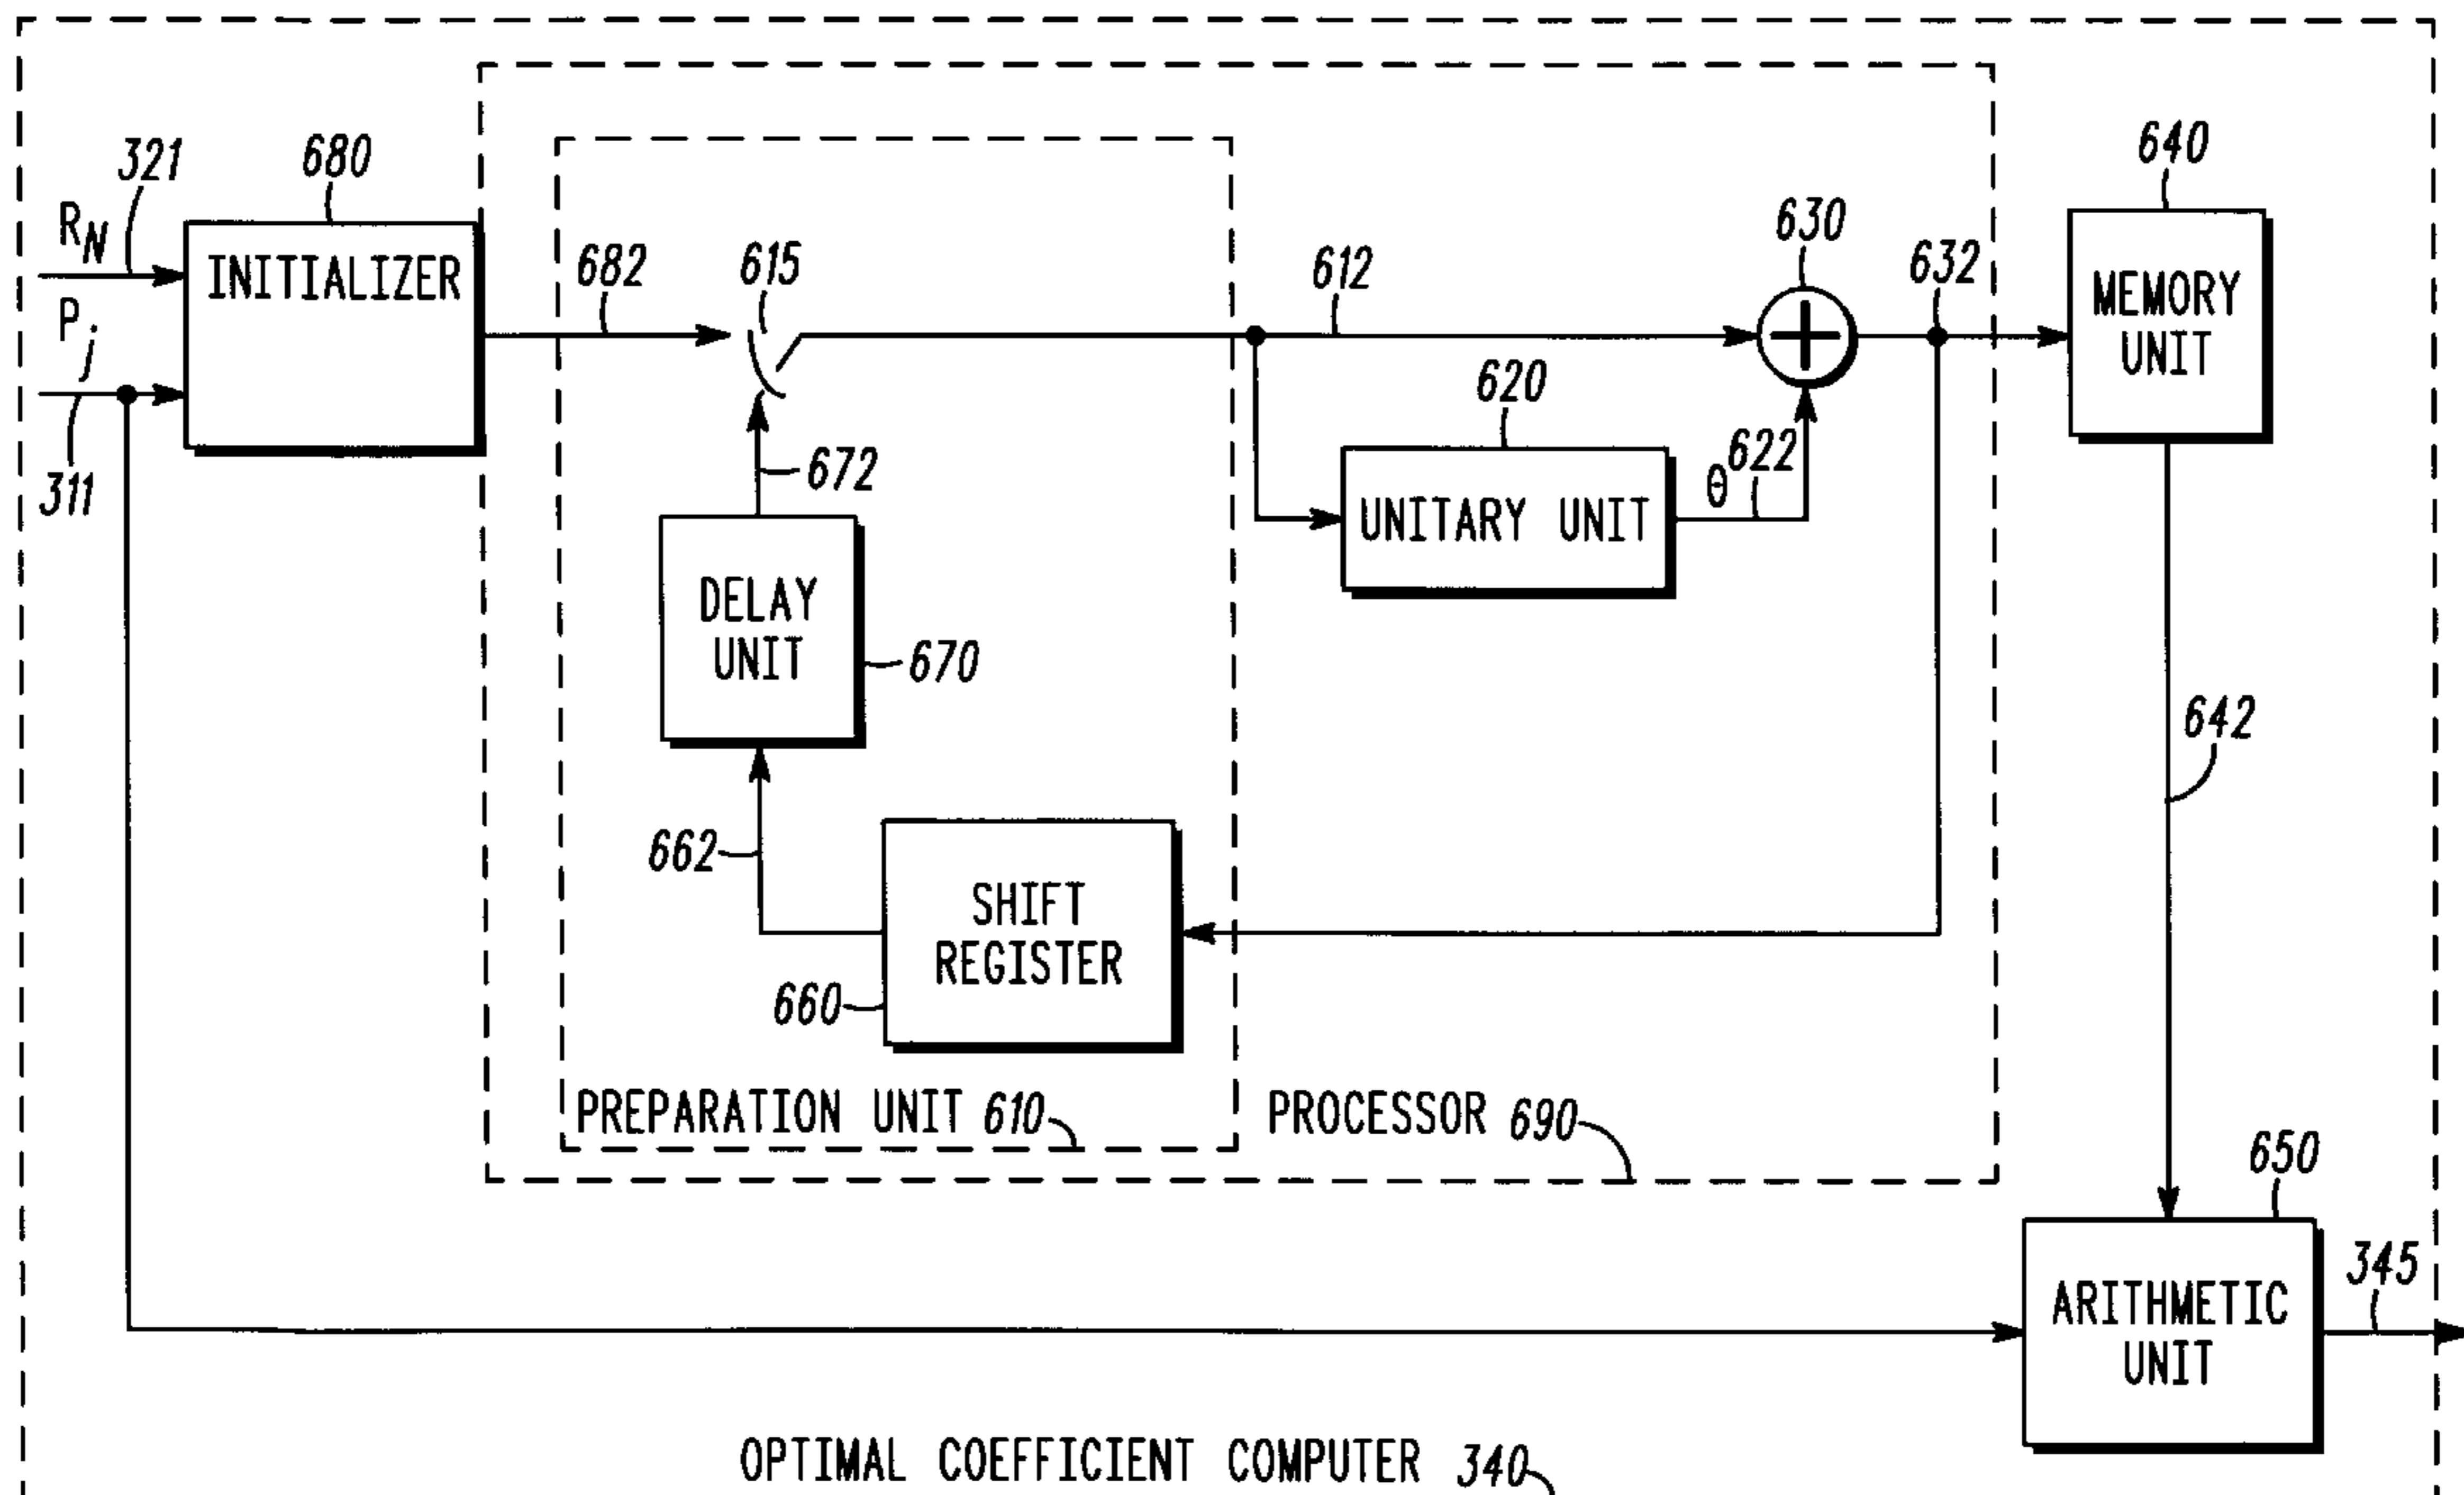 321
680
640
R_N
INITIALIZER
682
615
612
630
632
MEMORY
UNIT
P_j
311
620
UNITARY UNIT
θ
622
672
DELAY
UNIT
670
642
662
SHIFT
REGISTER
660
PREPARATION UNIT 610
PROCESSOR 690
650
345
ARITHMETIC
UNIT
OPTIMAL COEFFICIENT COMPUTER 340